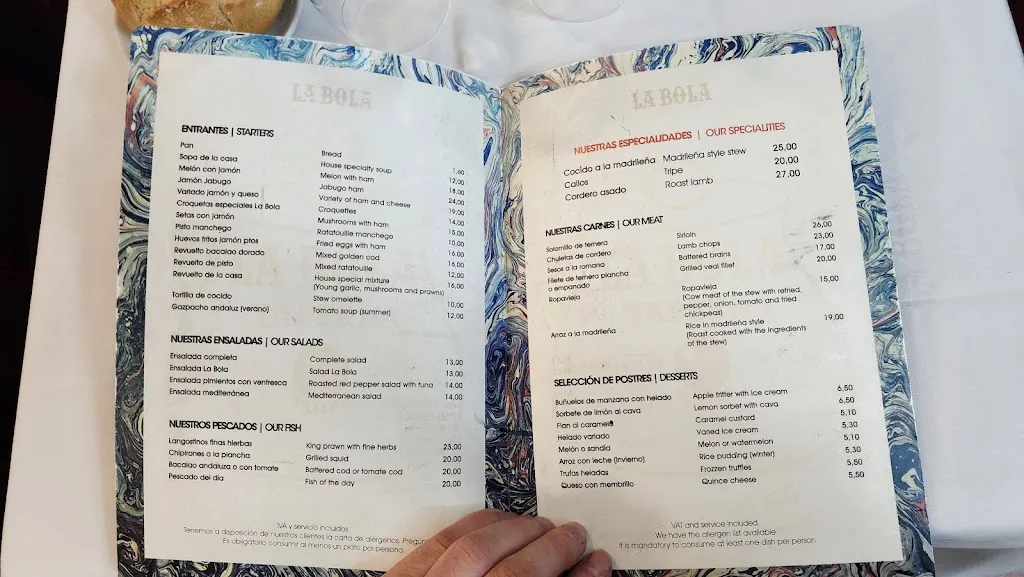 LA BOLA
ENTRANTES | STARTERS
Pan Bread 1,60
Sopa de la casa House specialty soup 12,00
Melón con jamón Melon with ham 18,00
Jamón Jabugo Jabugo ham 24,00
Variado jamón y queso Variety of ham and cheese 19,00
Croquetas especiales La Bola Croquettes 14,00
Setas con jamón Mushrooms with ham 16,00
Pisto manchego Ratatouille manchego 10,00
Huevos fritos jamón ptos Fried eggs with ham 16,00
Revuelto bacalao dorado Mixed golden cod 16,00
Revuelto de pisto Mixed ratatouille 12,00
Revuelto de la casa House special mixture 16,00
(Young garlic, mushrooms and prawns)
Tortilla de cocido Stew omelette 10,00
Gazpacho andaluz (verano) Tomato soup (summer) 12,00
NUESTRAS ENSALADAS | OUR SALADS
Ensalada completa Complete salad 13,00
Ensalada La Bola Salad La Bola 13,00
Ensalada pimientos con ventresca Roasted red pepper salad with tuna 14,00
Ensalada mediterránea Mediterranean salad 14,00
NUESTROS PESCADOS | OUR FISH
Langostinos finas hierbas King prawn with fine herbs 23,00
Chipirones a la plancha Grilled squid 20,00
Bacalao andaluza o con tomate Battered cod or tomato cod 20,00
Pescado del día Fish of the day 20,00
IVA y servicio incluidos
Tenemos a disposición de nuestros clientes la carta de alérgenos.
Es obligatorio consumir al menos un plato por persona
LA BOLA
NUESTRAS ESPECIALIDADES | OUR SPECIALITIES
Cocido a la madrileña Madrileña style stew 25,00
Callos Tripe 20,00
Cordero asado Roast lamb 27,00
NUESTRAS CARNES | OUR MEAT
Solomillo de ternera Sirloin 26,00
Chuletas de cordero Lamb chops 23,00
Sesos a la romana Battered brains 17,00
Filete de ternera plancha Grilled veal fillet 20,00
o empanado
Ropavieja Ropavieja 15,00
(Cow meat of the stew with refried,
pepper, onion, tomato and fried
chickpeas)
Arroz a la madrileña Rice in madrileña style 19,00
(Roast cooked with the ingredients
of the stew)
SELECCIÓN DE POSTRES | DESSERTS
Buñuelos de manzana con helado Apple fritter with ice cream 6,50
Sorbete de limón al cava Lemon sorbet with cava 6,50
Flan al caramelo Caramel custard 5,10
Helado variado Varied ice cream 5,30
Melón o sandía Melon or watermelon 5,10
Arroz con leche (invierno) Rice pudding (winter) 5,30
Trufas heladas Frozen truffles 5,50
Queso con membrillo Quince cheese 5,50
VAT and service included
We have the allergen list available
It is mandatory to consume at least one dish per person